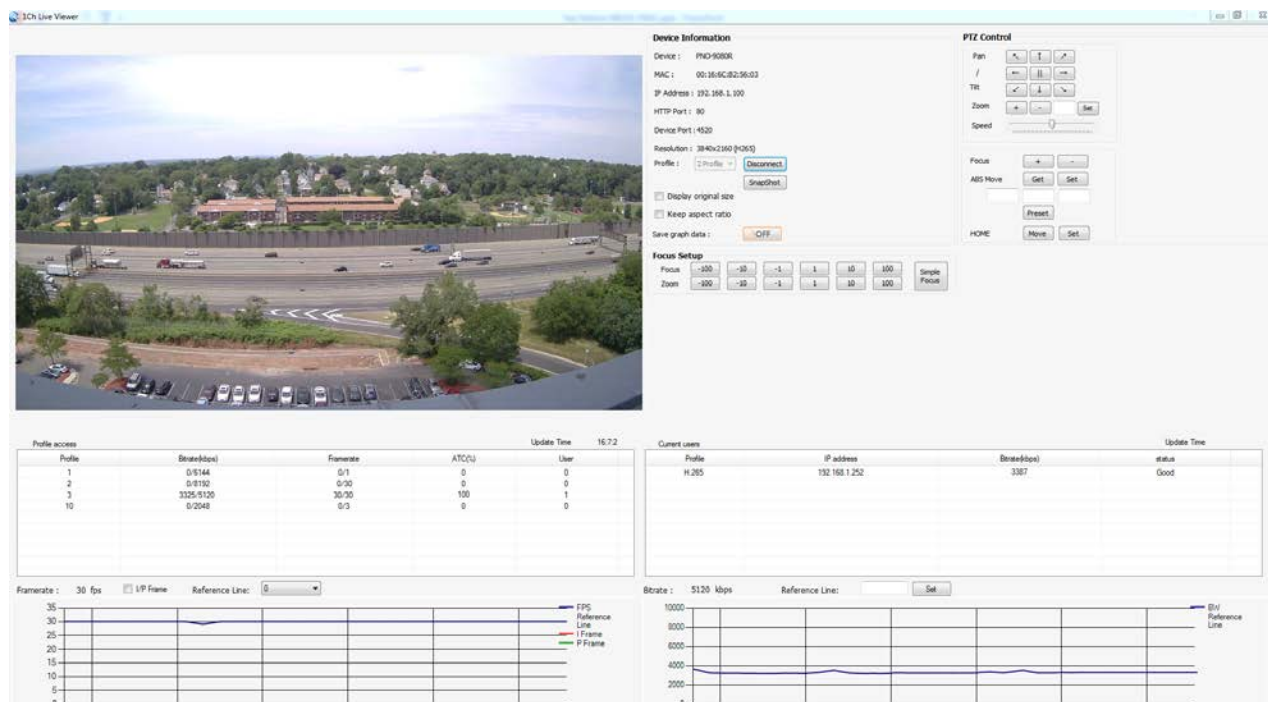 1Ch Live Viewer
Device Information
Device : PNO-9080R
MAC : 00:16:6C:B2:56:03
IP Address : 192.168.1.100
HTTP Port : 80
Device Port : 4520
Resolution : 3840x2160 (H265)
Profile : 2 Profile Disconnect
SnapShot
Display original size
Keep aspect ratio
Save graph data : OFF
PTZ Control
Pan
/
Tilt
Zoom + - Set
Speed
Focus + -
ABS Move Get Set
Preset
HOME Move Set
Focus Setup
Focus -100 -10 -1 1 10 100
Zoom -100 -10 -1 1 10 100
Simple
Focus
Profile access Update Time 16:7:2
Profile Bitrate(kbps) Framerate ATC(%) User
1 0/6144 0/1 0 0
2 0/8192 0/30 0 0
3 3325/5120 30/30 100 1
10 0/2048 0/3 0 0
Current users Update Time
Profile IP address Bitrate(kbps) status
H.265 192.168.1.252 3387 Good
Framerate : 30 fps I/P Frame Reference Line: 0
35
30
25
20
15
10
5
FPS
Reference
Line
I Frame
P Frame
Bitrate : 5120 kbps Reference Line: Set
10000
8000
6000
4000
2000
BW
Reference
Line